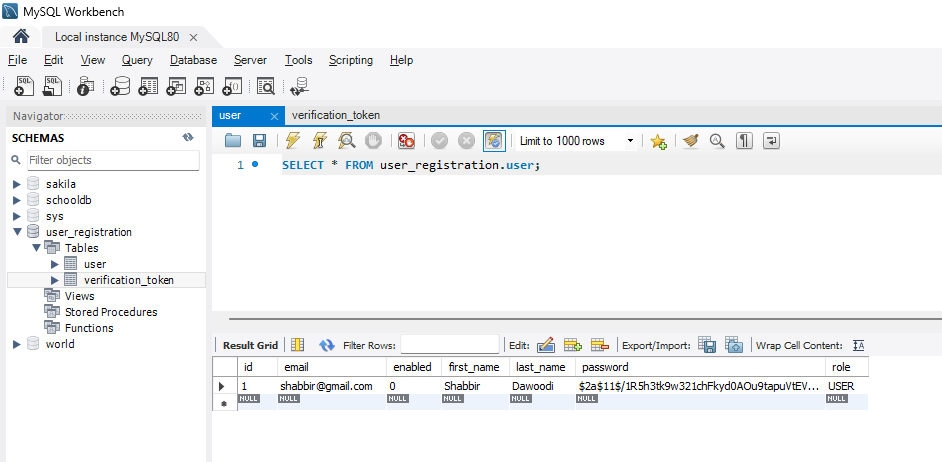 MySQL Workbench
Local instance MySQL80
File Edit View Query Database Server Tools Scripting Help
Navigator
SCHEMAS
Filter objects
sakila
schooldb
sys
user_registration
Tables
user
verification_token
Views
Stored Procedures
Functions
world
user verification_token
Limit to 1000 rows
1 SELECT * FROM user_registration.user;
Result Grid Filter Rows: Edit: Export/Import: Wrap Cell Content:
id email enabled first_name last_name password role
1 shabbir@gmail.com 0 Shabbir Dawoodi $2a$11$/1R5h3tk9w321chFkyd0AOu9tapuVtEV... USER
NULL NULL NULL NULL NULL NULL NULL